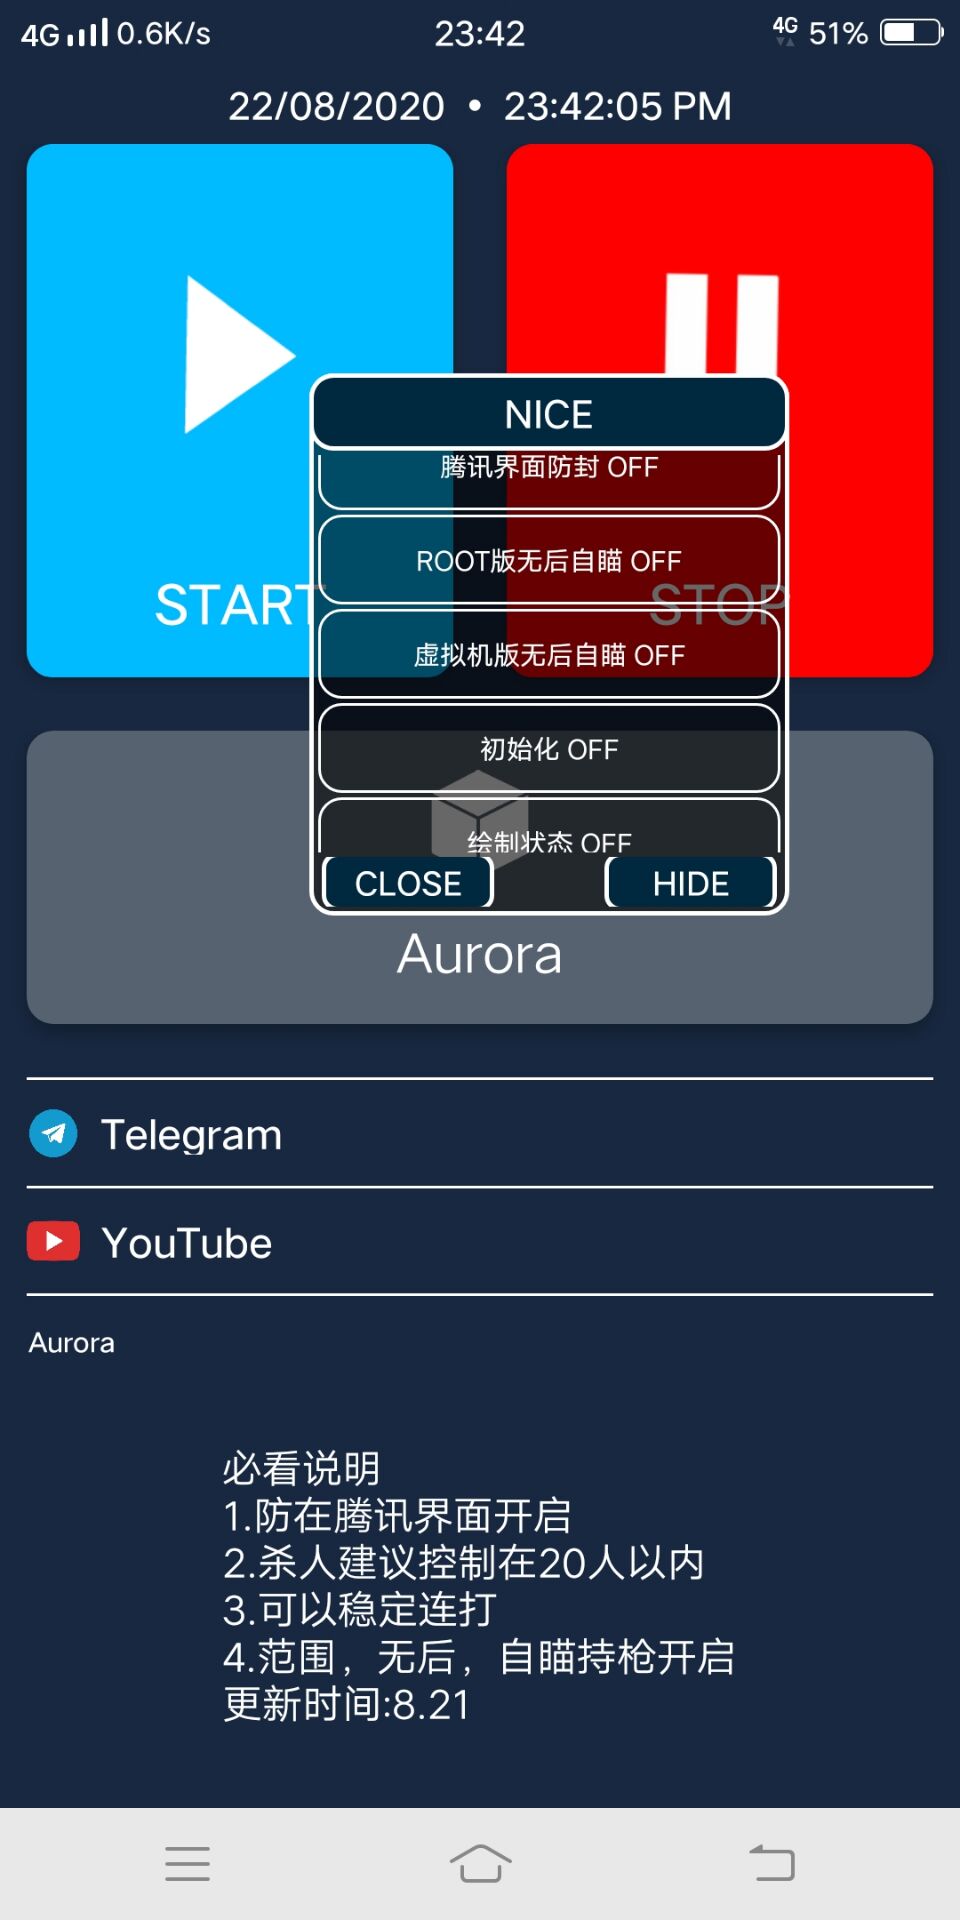 4G 0.6K/s 23:42 4G 51%
22/08/2020 • 23:42:05 PM
START
STOP
NICE
腾讯界面防封 OFF
ROOT版无后自瞄 OFF
虚拟机版无后自瞄 OFF
初始化 OFF
绘制状态 OFF
CLOSE HIDE
Aurora
Telegram
YouTube
Aurora
必看说明
1.防在腾讯界面开启
2.杀人建议控制在20人以内
3.可以稳定连打
4.范围，无后，自瞄持枪开启
更新时间:8.21